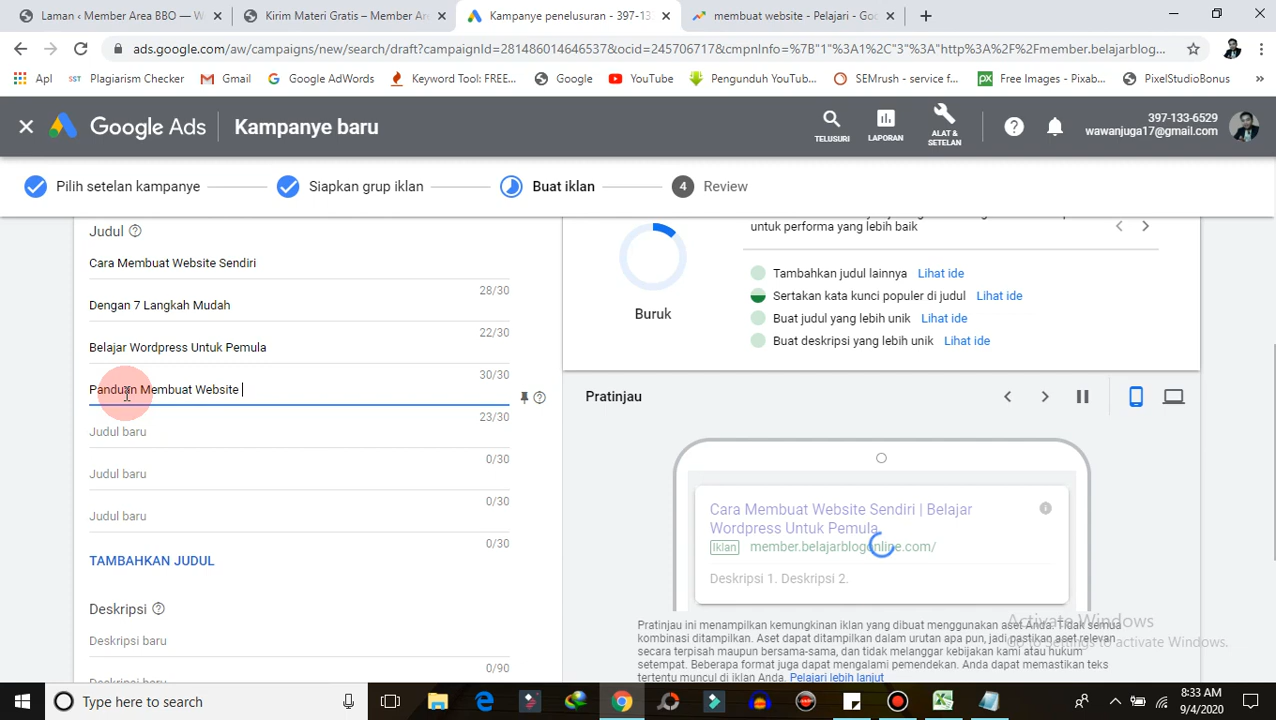 Laman ‹ Member Area BBO — W
Kirim Materi Gratis – Member Are
Kampanye penelusuran - 397-13
membuat website - Pelajari - Goo
ads.google.com/aw/campaigns/new/search/draft?campaignId=281486014646537&ocid=245706717&cmpnInfo=%7B"1"%3A1%2C"3"%3A"http%3A%2F%2Fmember.belajarblog...
Apl
SST Plagiarism Checker
Gmail
Google AdWords
Keyword Tool: FREE...
Google
YouTube
Pengunduh YouTub...
SEMrush - service f...
px Free Images - Pixab...
PixelStudioBonus
»
Google Ads
Kampanye baru
TELUSURI
LAPORAN
ALAT & SETELAN
397-133-6529
wawanjuga17@gmail.com
Pilih setelan kampanye
Siapkan grup iklan
Buat iklan
4 Review
Judul
Cara Membuat Website Sendiri
28/30
Dengan 7 Langkah Mudah
22/30
Belajar Wordpress Untuk Pemula
30/30
Panduan Membuat Website
23/30
Judul baru
0/30
Judul baru
0/30
Judul baru
0/30
TAMBAHKAN JUDUL
Deskripsi
Deskripsi baru
0/90
untuk performa yang lebih baik
Buruk
Tambahkan judul lainnya Lihat ide
Sertakan kata kunci populer di judul Lihat ide
Buat judul yang lebih unik Lihat ide
Buat deskripsi yang lebih unik Lihat ide
Pratinjau
Cara Membuat Website Sendiri | Belajar
Wordpress Untuk Pemula
Iklan member.belajarblogonline.com/
Deskripsi 1. Deskripsi 2.
Pratinjau ini menampilkan kemungkinan iklan yang dibuat menggunakan aset Anda. Tidak semua
kombinasi ditampilkan. Aset dapat ditampilkan dalam urutan apa pun, jadi pastikan aset relevan
secara terpisah maupun bersama-sama, dan tidak melanggar kebijakan kami atau hukum
setempat. Beberapa format juga dapat mengalami pemendekan. Anda dapat memastikan teks
tertentu muncul di iklan Anda. Pelajari lebih lanjut
Activate Windows
Go to Settings to activate Windows.
Type here to search
8:33 AM
9/4/2020